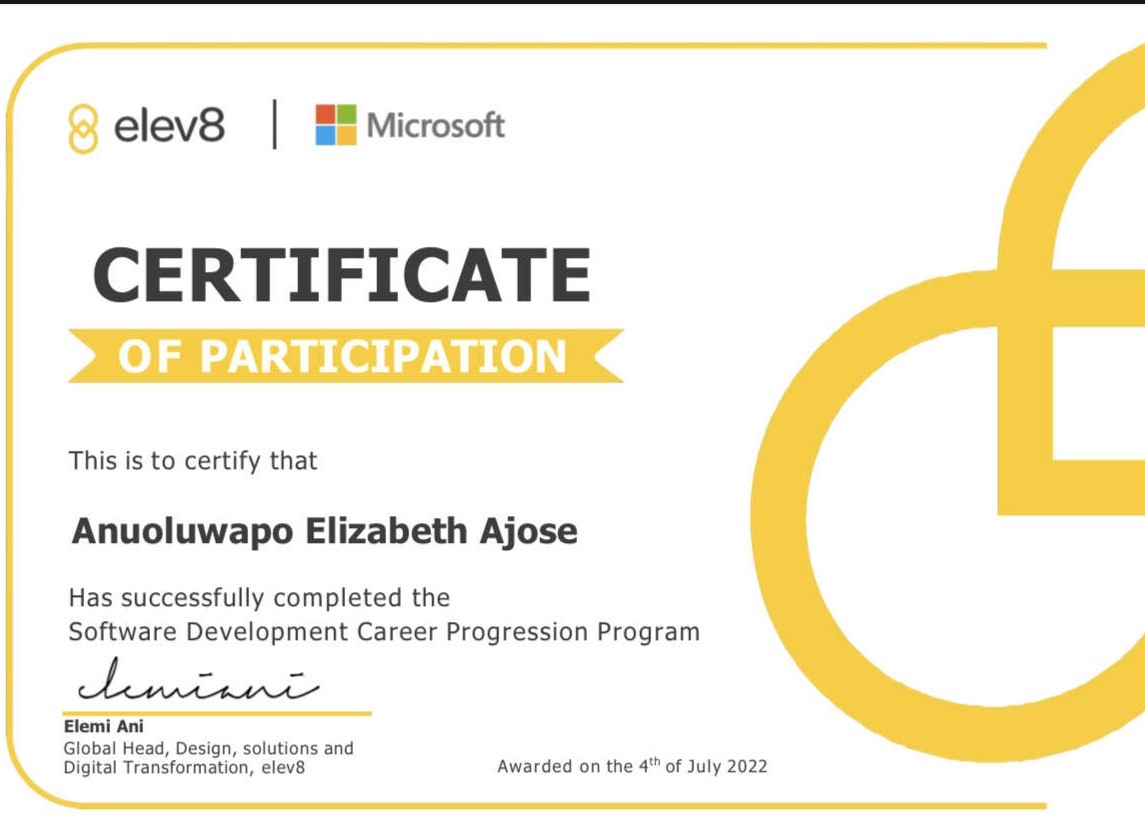 elev8 | Microsoft
CERTIFICATE
OF PARTICIPATION
This is to certify that
Anuoluwapo Elizabeth Ajose
Has successfully completed the
Software Development Career Progression Program
elemiani
Elemi Ani
Global Head, Design, solutions and
Digital Transformation, elev8
Awarded on the 4th of July 2022